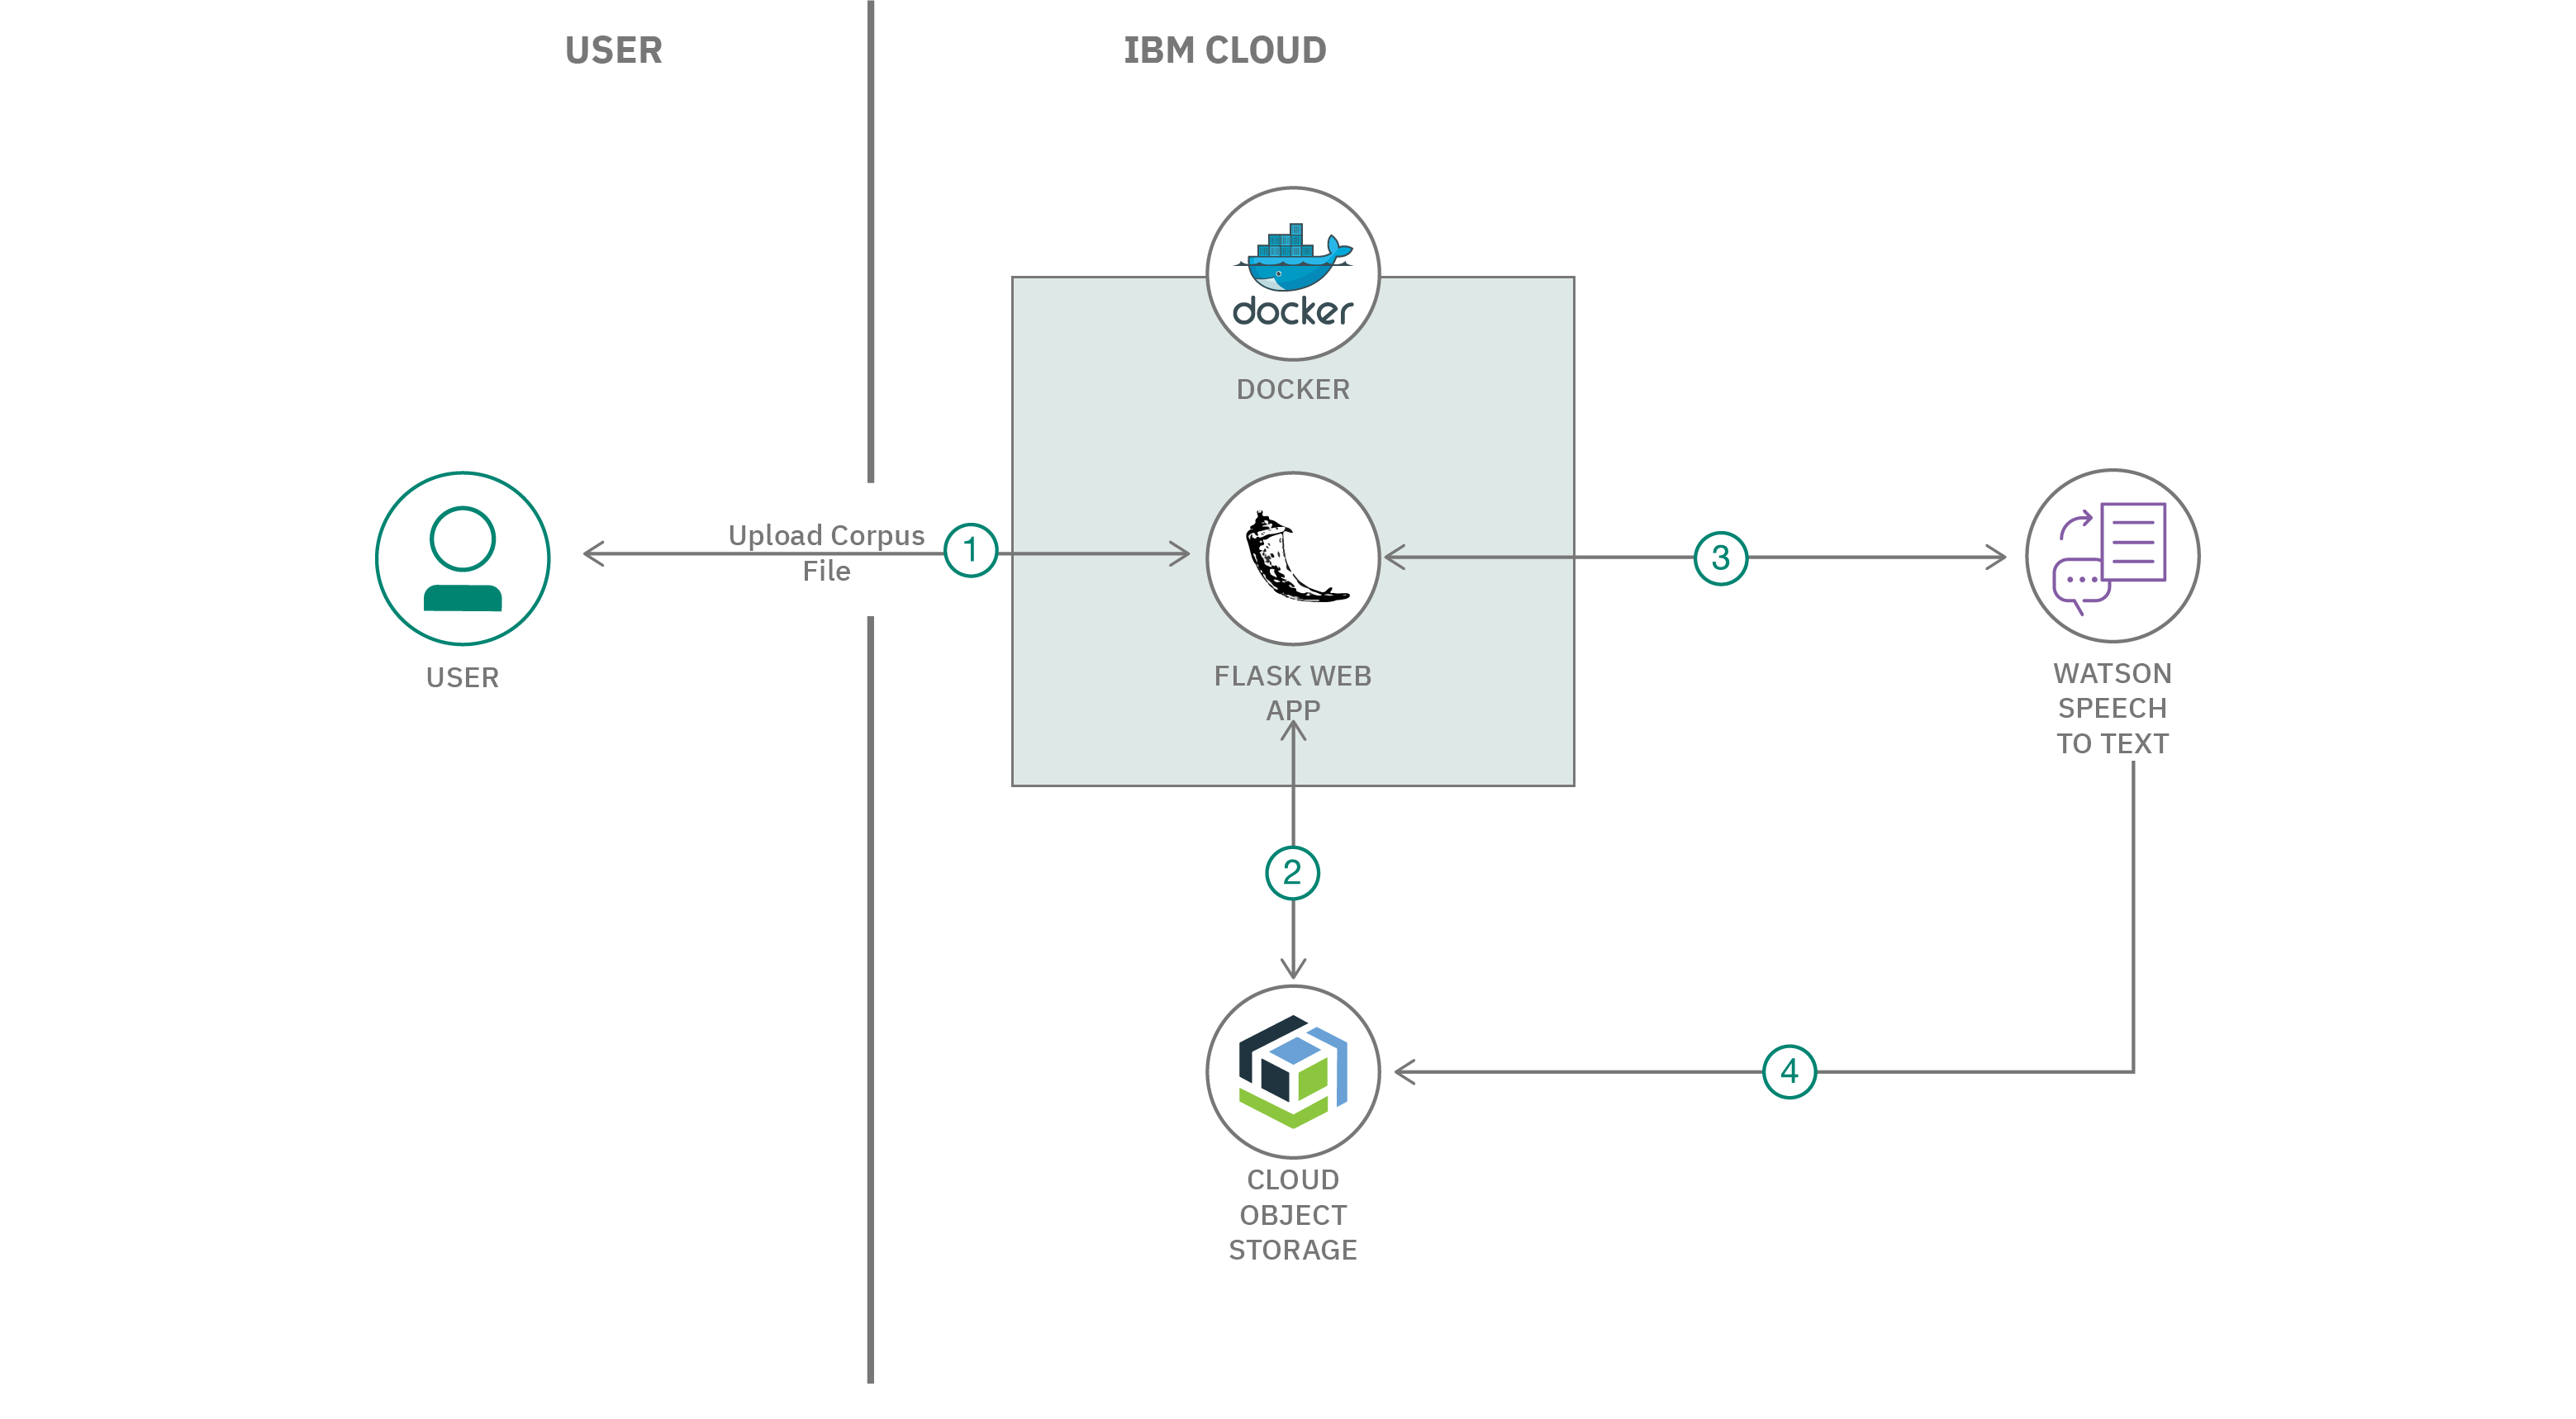 USER
IBM CLOUD
docker
DOCKER
Upload Corpus
File
1
3
USER
FLASK WEB
APP
WATSON
SPEECH
TO TEXT
2
4
CLOUD
OBJECT
STORAGE